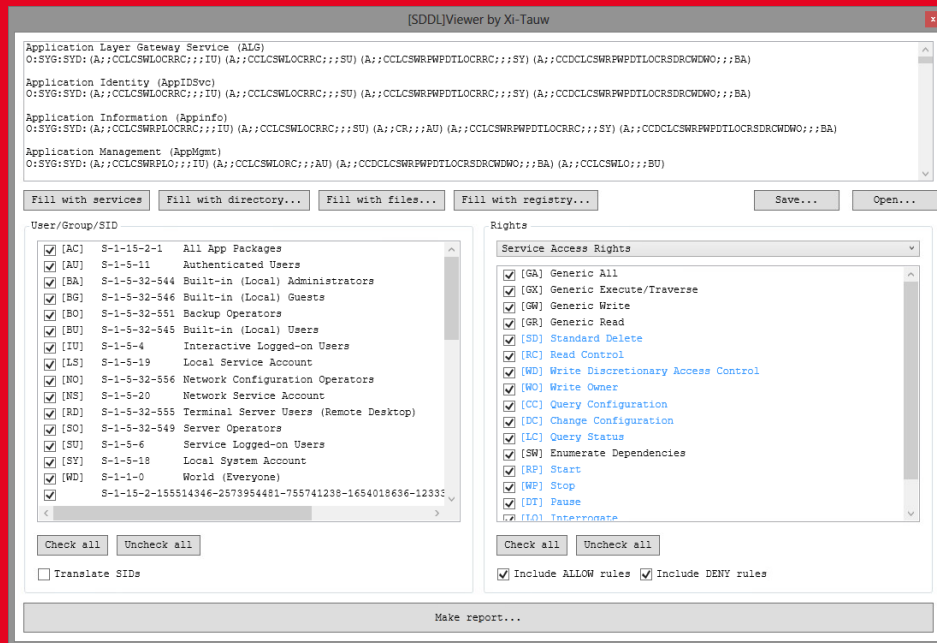 [SDDL]Viewer by Xi-Tauw
x
Application Layer Gateway Service (ALG)
O:SYG:SYD:(A;;CCLCSWLOCRRC;;;IU)(A;;CCLCSWLOCRRC;;;SU)(A;;CCLCSWRPWPDTLOCRRC;;;SY)(A;;CCDCLCSWRPWPDTLOCRSDRCWDWO;;;BA)
Application Identity (AppIDSvc)
O:SYG:SYD:(A;;CCLCSWLOCRRC;;;IU)(A;;CCLCSWLOCRRC;;;SU)(A;;CCLCSWRPWPDTLOCRRC;;;SY)(A;;CCDCLCSWRPWPDTLOCRSDRCWDWO;;;BA)
Application Information (Appinfo)
O:SYG:SYD:(A;;CCLCSWRPLOCRRC;;;IU)(A;;CCLCSWLOCRRC;;;SU)(A;;CR;;;AU)(A;;CCLCSWRPWPDTLOCRRC;;;SY)(A;;CCDCLCSWRPWPDTLOCRSDRCWDWO;;;BA)
Application Management (AppMgmt)
O:SYG:SYD:(A;;CCLCSWRPLO;;;IU)(A;;CCLCSWLORC;;;AU)(A;;CCDCLCSWRPWPDTLOCRSDRCWDWO;;;BA)(A;;CCLCSWLO;;;BU)
Fill with services Fill with directory... Fill with files... Fill with registry... Save... Open...
User/Group/SID
[AC] S-1-15-2-1 All App Packages
[AU] S-1-5-11 Authenticated Users
[BA] S-1-5-32-544 Built-in (Local) Administrators
[BG] S-1-5-32-546 Built-in (Local) Guests
[BO] S-1-5-32-551 Backup Operators
[BU] S-1-5-32-545 Built-in (Local) Users
[IU] S-1-5-4 Interactive Logged-on Users
[LS] S-1-5-19 Local Service Account
[NO] S-1-5-32-556 Network Configuration Operators
[NS] S-1-5-20 Network Service Account
[RD] S-1-5-32-555 Terminal Server Users (Remote Desktop)
[SO] S-1-5-32-549 Server Operators
[SU] S-1-5-6 Service Logged-on Users
[SY] S-1-5-18 Local System Account
[WD] S-1-1-0 World (Everyone)
S-1-15-2-155514346-2573954481-755741238-1654018636-12333
Check all Uncheck all
Translate SIDs
Rights
Service Access Rights
[GA] Generic All
[GX] Generic Execute/Traverse
[GW] Generic Write
[GR] Generic Read
[SD] Standard Delete
[RC] Read Control
[WD] Write Discretionary Access Control
[WO] Write Owner
[CC] Query Configuration
[DC] Change Configuration
[LC] Query Status
[SW] Enumerate Dependencies
[RP] Start
[WP] Stop
[DT] Pause
[LO] Interrogate
Check all Uncheck all
Include ALLOW rules Include DENY rules
Make report...